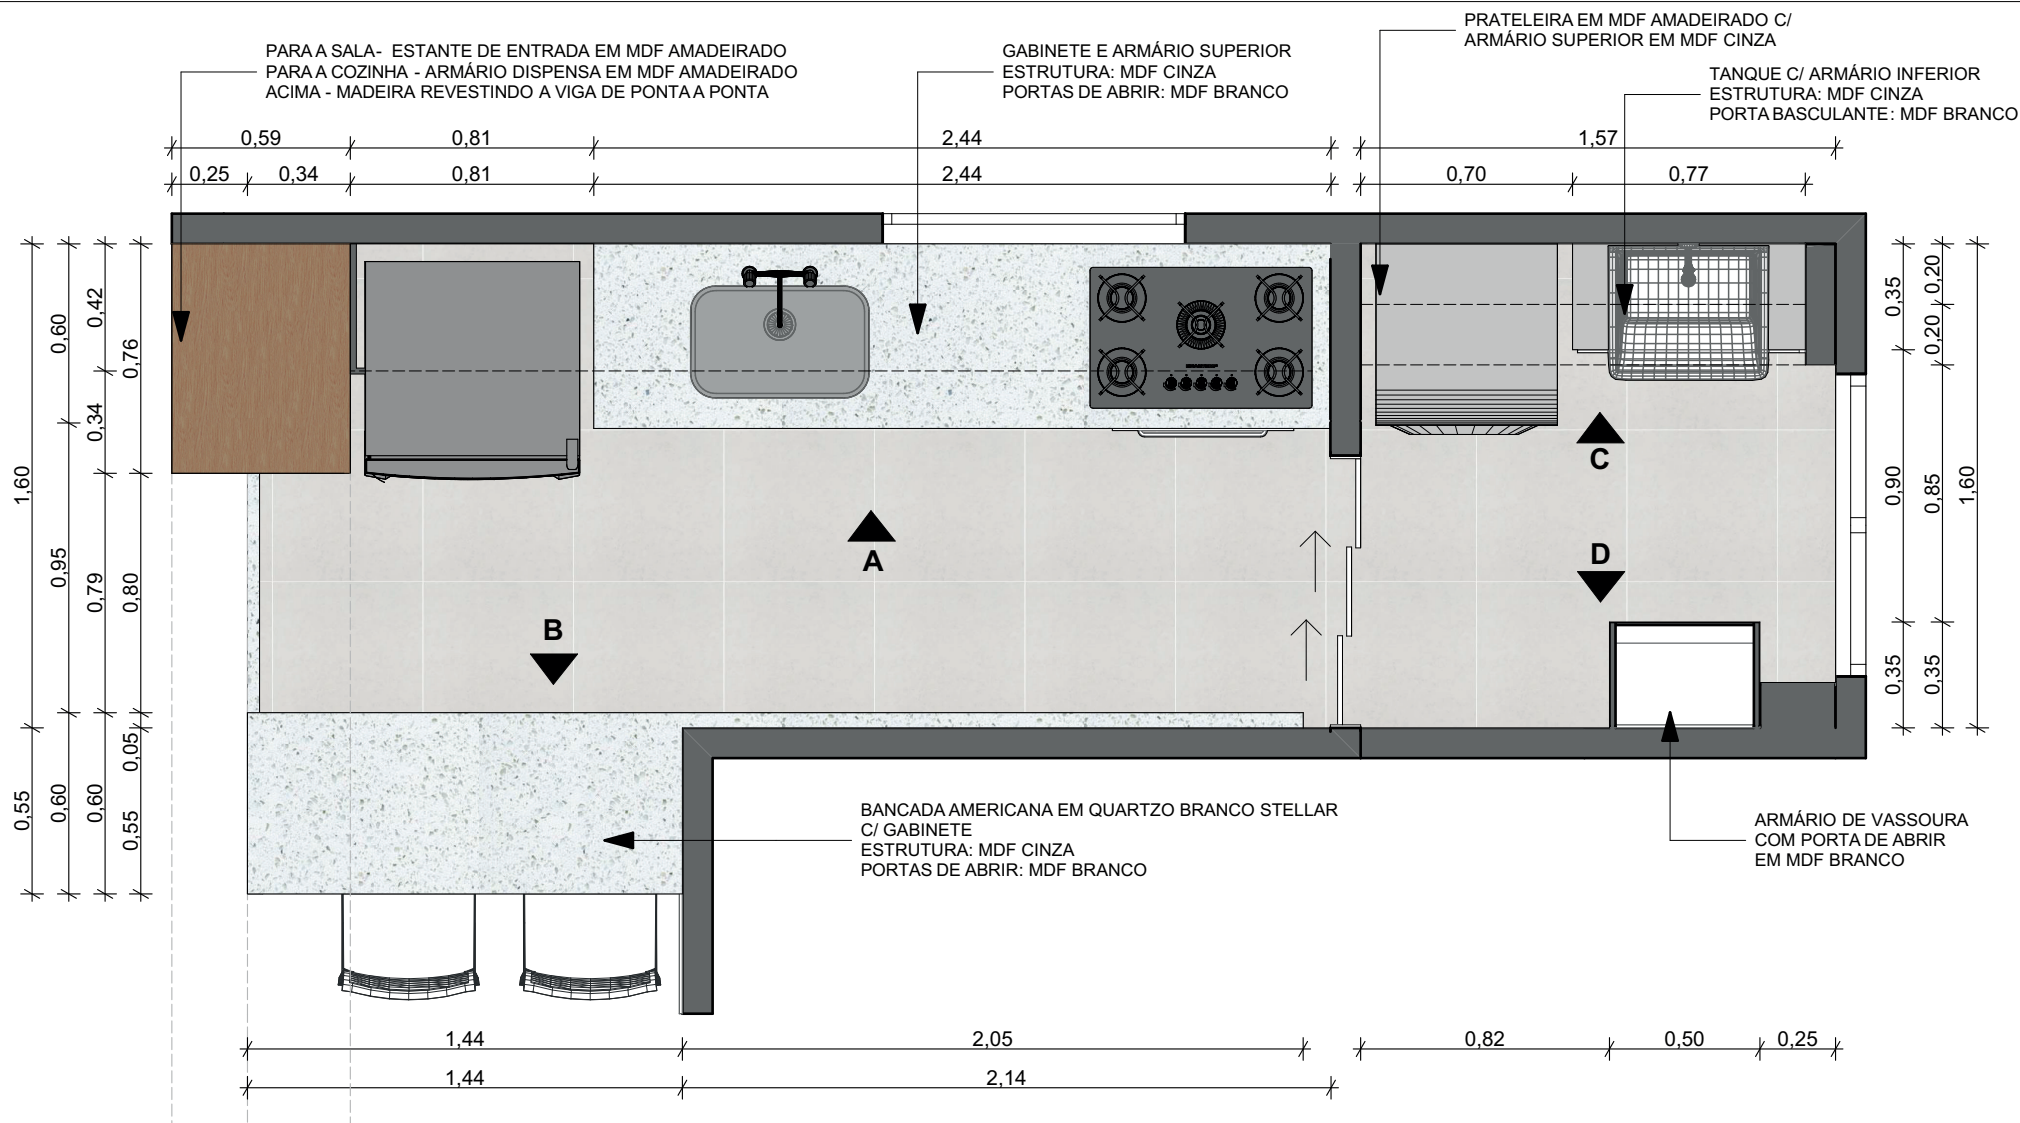 PRATELEIRA EM MDF AMADEIRADO C/
ARMÁRIO SUPERIOR EM MDF CINZA
PARA A SALA- ESTANTE DE ENTRADA EM MDF AMADEIRADO
PARA A COZINHA - ARMÁRIO DISPENSA EM MDF AMADEIRADO
ACIMA - MADEIRA REVESTINDO A VIGA DE PONTA A PONTA
GABINETE E ARMÁRIO SUPERIOR
ESTRUTURA: MDF CINZA
PORTAS DE ABRIR: MDF BRANCO
TANQUE C/ ARMÁRIO INFERIOR
ESTRUTURA: MDF CINZA
PORTA BASCULANTE: MDF BRANCO
0,59 0,81 2,44 1,57
0,25 0,34 0,81 2,44 0,70 0,77
1,60
0,55
0,60
0,95
0,60
0,42
0,34
0,79
0,60
0,76
0,80
0,05
0,55
A
B
C
D
0,35
0,90
0,35
0,20
0,20
0,85
0,35
1,60
BANCADA AMERICANA EM QUARTZO BRANCO STELLAR
C/ GABINETE
ESTRUTURA: MDF CINZA
PORTAS DE ABRIR: MDF BRANCO
ARMÁRIO DE VASSOURA
COM PORTA DE ABRIR
EM MDF BRANCO
1,44 2,05 0,82 0,50 0,25
1,44 2,14